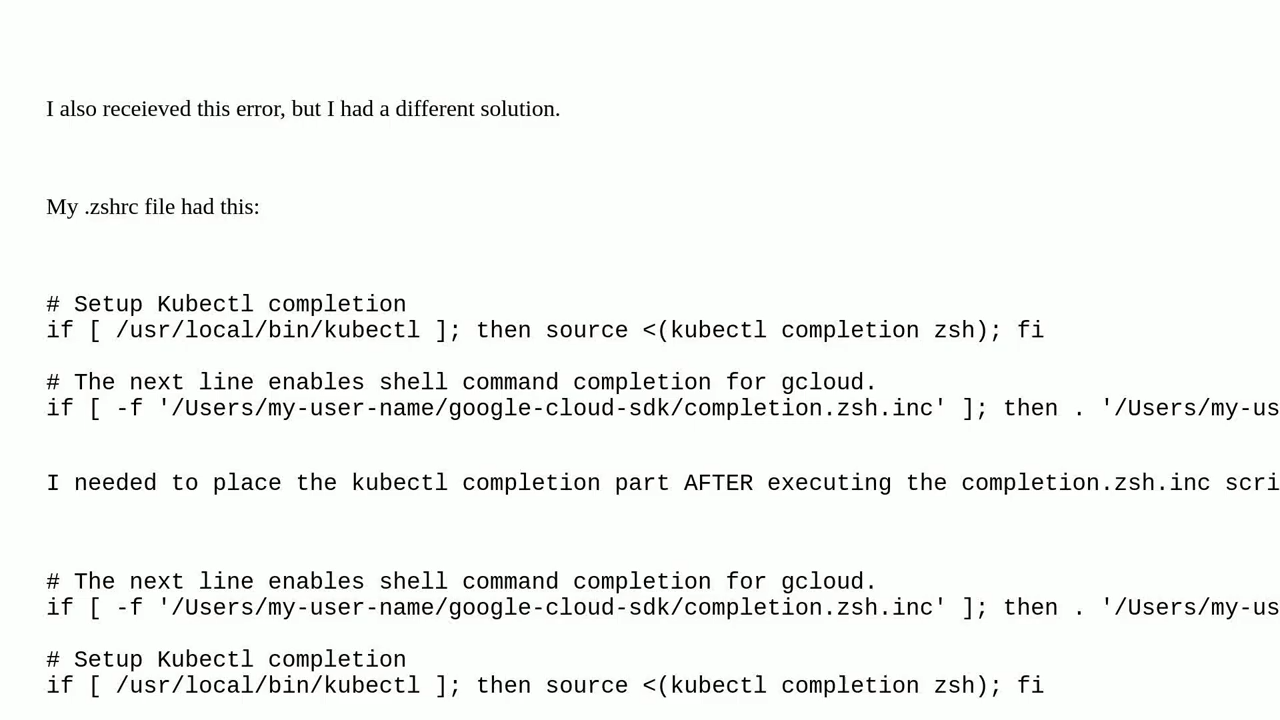 I also receieved this error, but I had a different solution.
My .zshrc file had this:
# Setup Kubectl completion
if [ /usr/local/bin/kubectl ]; then source <(kubectl completion zsh); fi
# The next line enables shell command completion for gcloud.
if [ -f '/Users/my-user-name/google-cloud-sdk/completion.zsh.inc' ]; then . '/Users/my-us
I needed to place the kubectl completion part AFTER executing the completion.zsh.inc scri
# The next line enables shell command completion for gcloud.
if [ -f '/Users/my-user-name/google-cloud-sdk/completion.zsh.inc' ]; then . '/Users/my-us
# Setup Kubectl completion
if [ /usr/local/bin/kubectl ]; then source <(kubectl completion zsh); fi